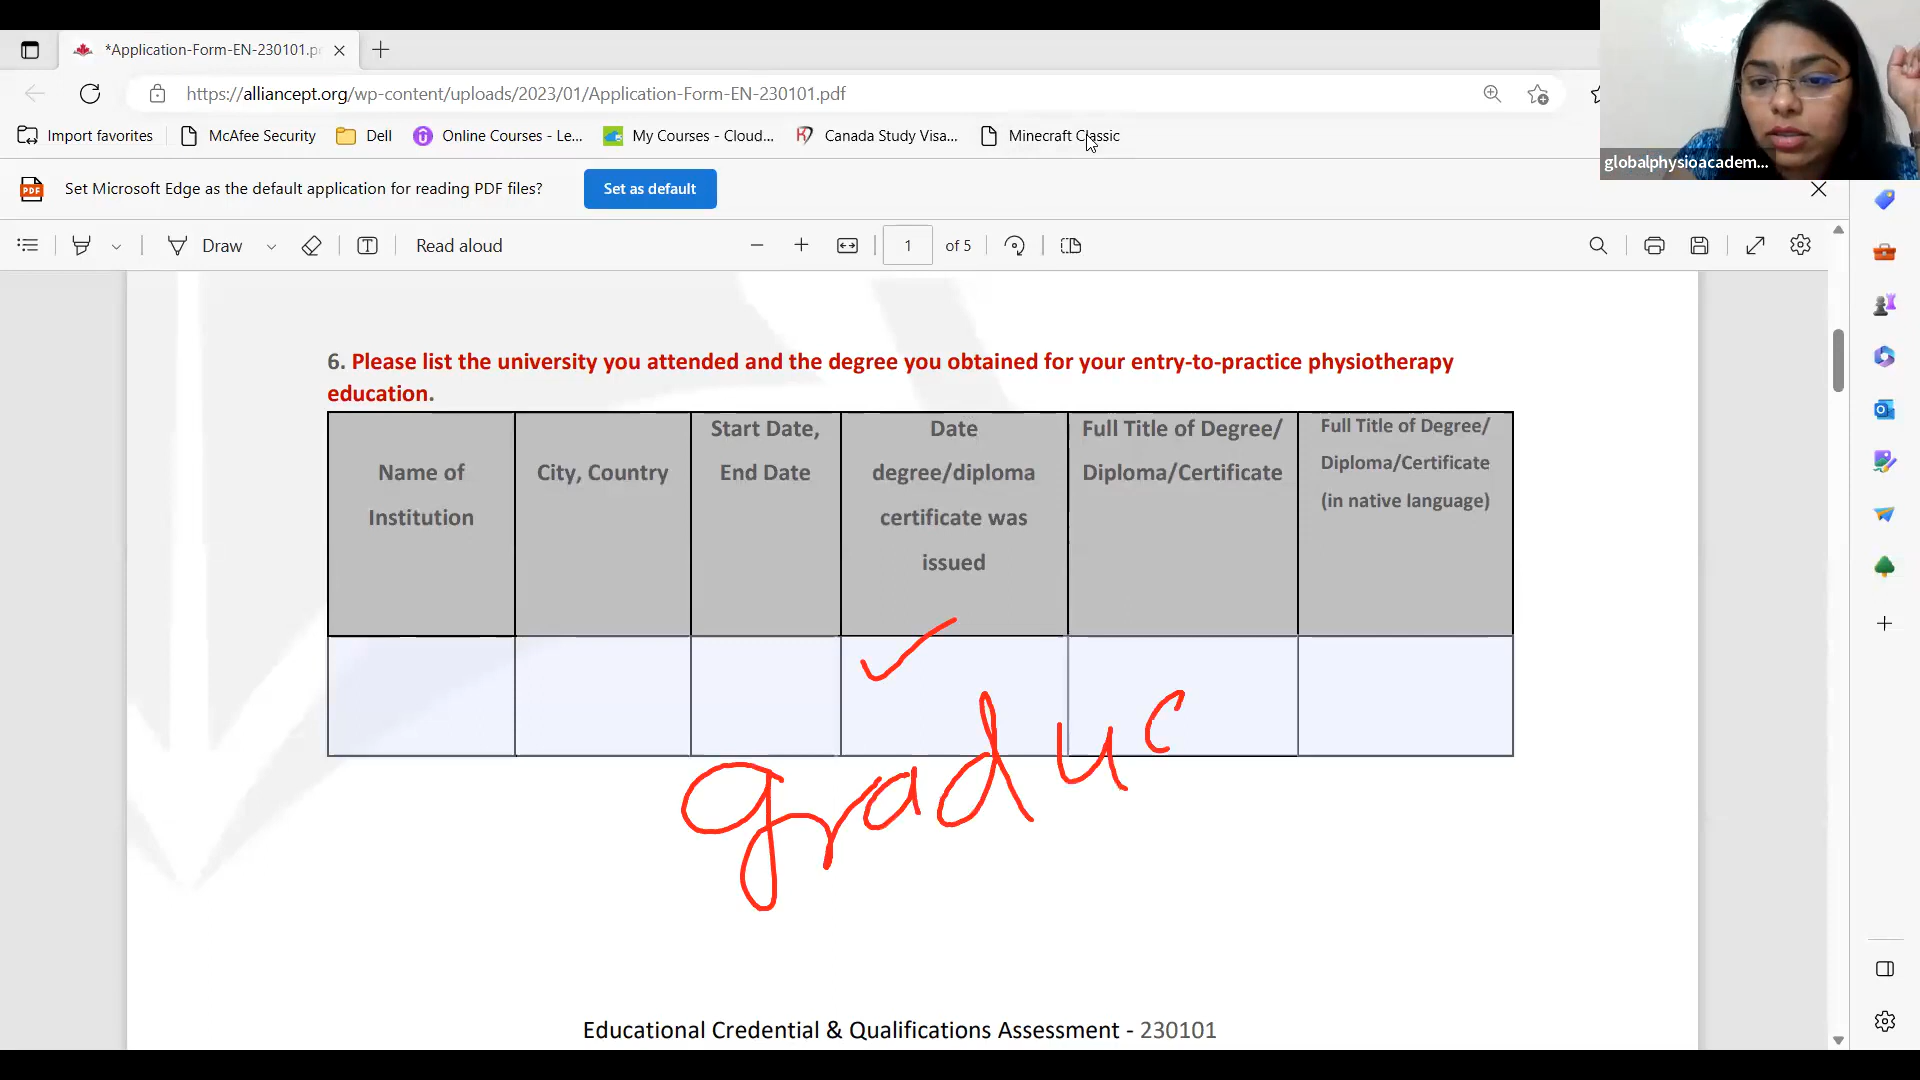 *Application-Form-EN-230101.p
https://alliancept.org/wp-content/uploads/2023/01/Application-Form-EN-230101.pdf
Import favorites McAfee Security Dell Online Courses - Le... My Courses - Cloud... Canada Study Visa... Minecraft Classic
globalphysioacadem...
PDF Set Microsoft Edge as the default application for reading PDF files? Set as default
Draw Read aloud 1 of 5
6. Please list the university you attended and the degree you obtained for your entry-to-practice physiotherapy
education.
Name of
Institution
City, Country
Start Date,
End Date
Date
degree/diploma
certificate was
issued
Full Title of Degree/
Diploma/Certificate
Full Title of Degree/
Diploma/Certificate
(in native language)
graduc
Educational Credential & Qualifications Assessment - 230101